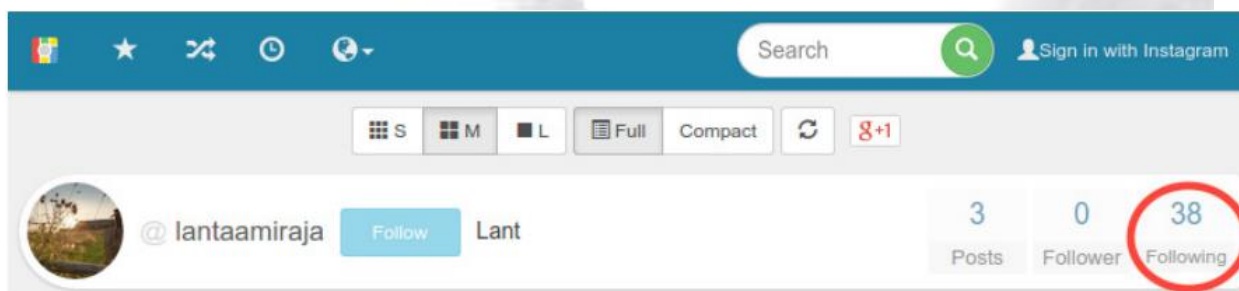 Search
Sign in with Instagram
S M L Full Compact g+1
@ lantaamiraja Follow Lant
3 0 38
Posts Follower Following